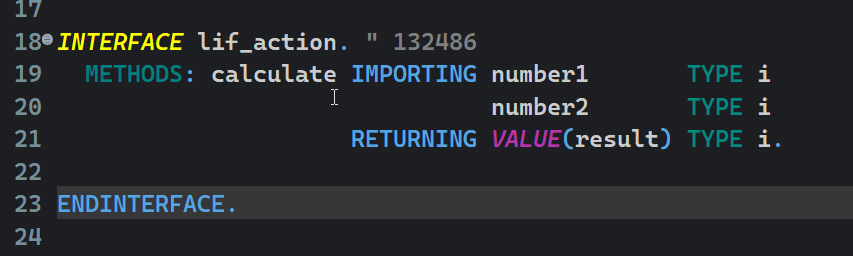 17
18 INTERFACE lif_action. " 132486
19 METHODS: calculate IMPORTING number1 TYPE i
20 number2 TYPE i
21 RETURNING VALUE(result) TYPE i.
22
23 ENDINTERFACE.
24